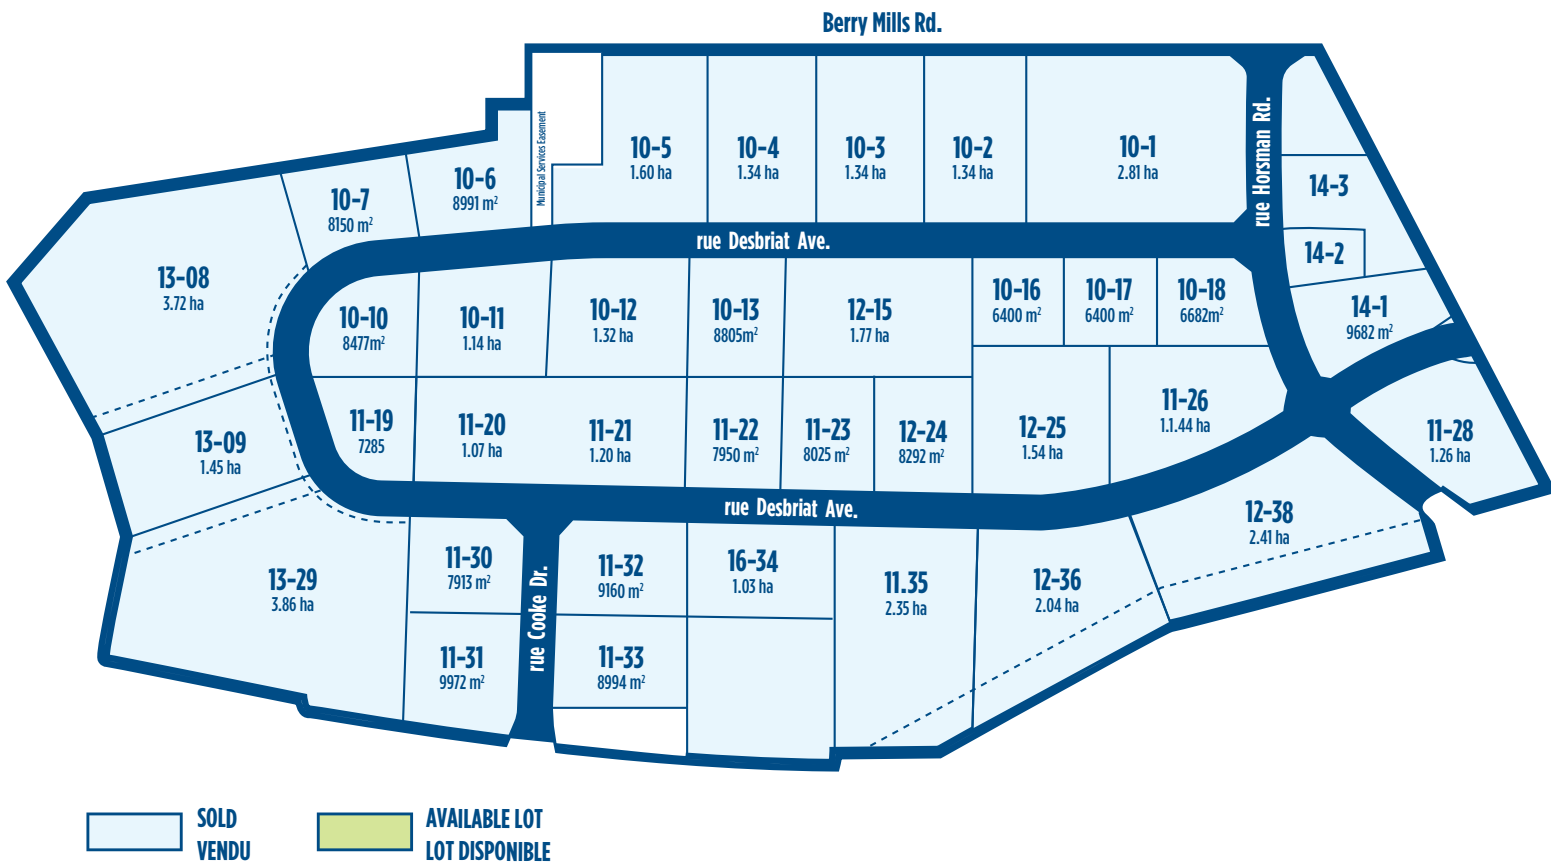 Berry Mills Rd.
Municipal Services Easement
rue Horsman Rd.
10-5
1.60 ha
10-4
1.34 ha
10-3
1.34 ha
10-2
1.34 ha
10-1
2.81 ha
10-6
8991 m²
10-7
8150 m²
14-3
14-2
14-1
9682 m²
rue Desbriat Ave.
13-08
3.72 ha
10-10
8477m²
10-11
1.14 ha
10-12
1.32 ha
10-13
8805m²
12-15
1.77 ha
10-16
6400 m²
10-17
6400 m²
10-18
6682m²
13-09
1.45 ha
11-19
7285
11-20
1.07 ha
11-21
1.20 ha
11-22
7950 m²
11-23
8025 m²
12-24
8292 m²
12-25
1.54 ha
11-26
1.1.44 ha
11-28
1.26 ha
rue Desbriat Ave.
12-38
2.41 ha
13-29
3.86 ha
11-30
7913 m²
rue Cooke Dr.
11-32
9160 m²
16-34
1.03 ha
11.35
2.35 ha
12-36
2.04 ha
11-31
9972 m²
11-33
8994 m²
SOLD
VENDU
AVAILABLE LOT
LOT DISPONIBLE